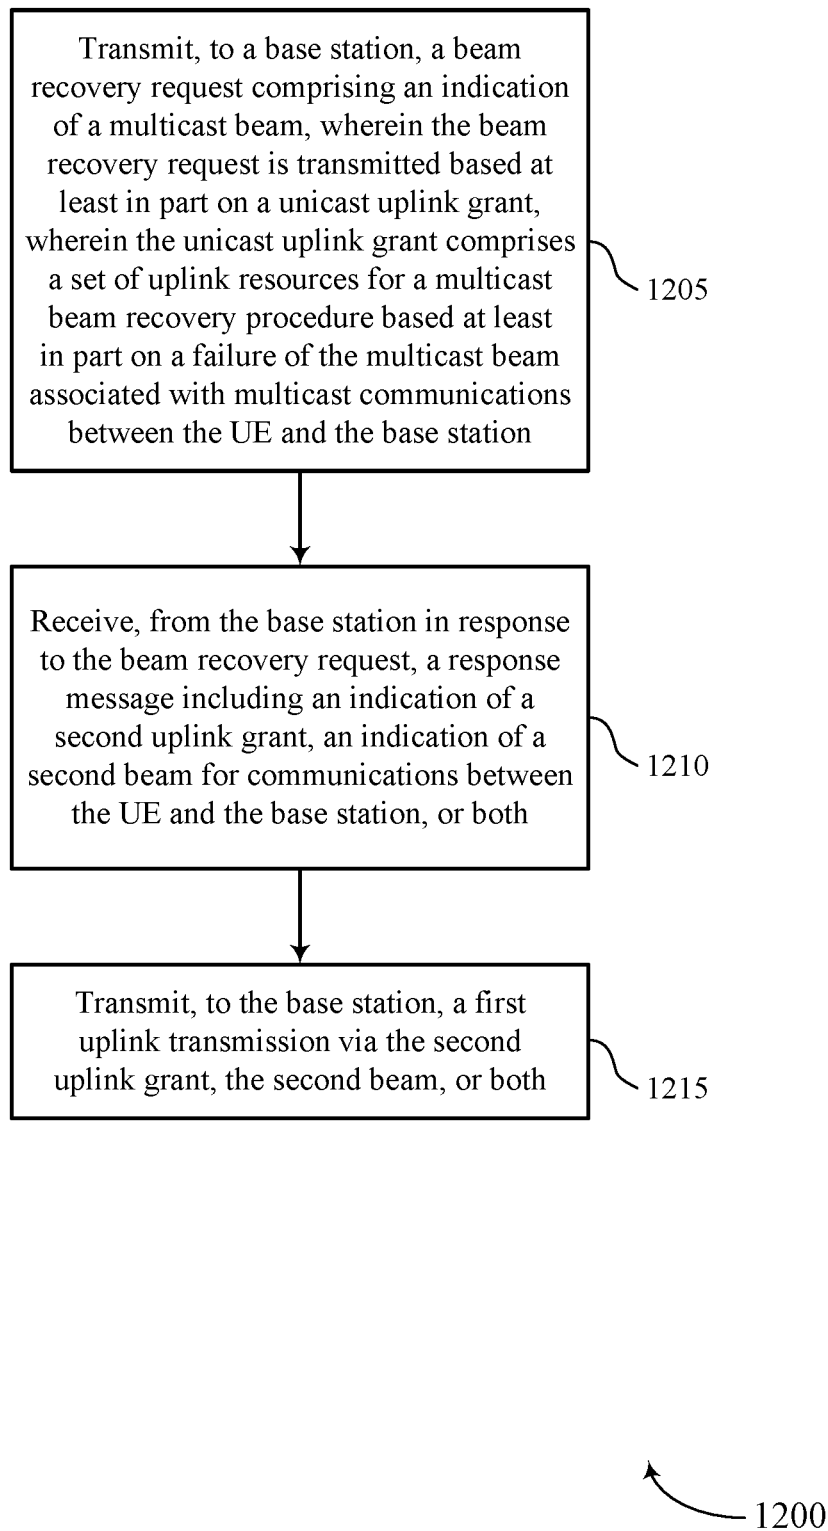 Transmit, to a base station, a beam
recovery request comprising an indication
of a multicast beam, wherein the beam
recovery request is transmitted based at
least in part on a unicast uplink grant,
wherein the unicast uplink grant comprises
a set of uplink resources for a multicast
beam recovery procedure based at least
in part on a failure of the multicast beam
associated with multicast communications
between the UE and the base station
1205
Receive, from the base station in response
to the beam recovery request, a response
message including an indication of a
second uplink grant, an indication of a
second beam for communications between
the UE and the base station, or both
1210
Transmit, to the base station, a first
uplink transmission via the second
uplink grant, the second beam, or both
1215
1200